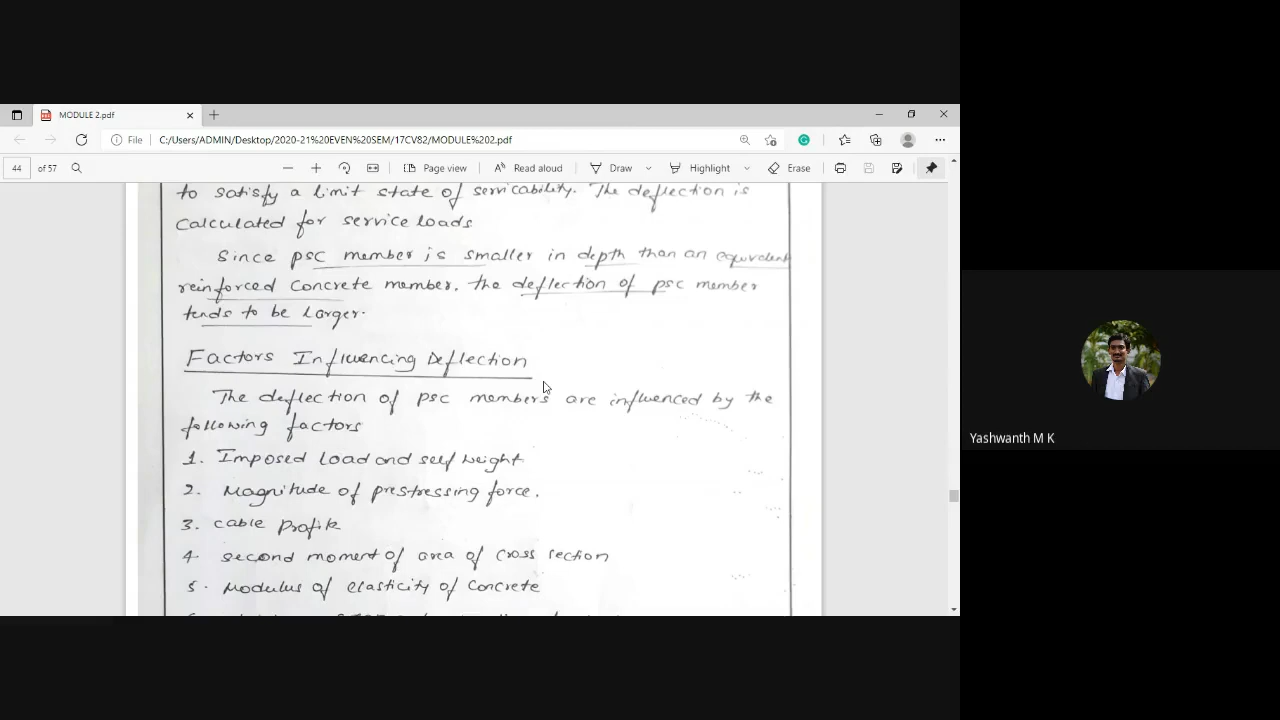 MODULE 2.pdf
File
C:/Users/ADMIN/Desktop/2020-21%20EVEN%20SEM/17CV82/MODULE%202.pdf
44 of 57
Page view
Read aloud
Draw
Highlight
Erase
to satisfy a limit state of servicability. The deflection is
calculated for service loads
Since psc member is smaller in depth than an equivalent
reinforced concrete member. the deflection of psc member
tends to be larger.
Factors Influencing Deflection
The deflection of psc members are influenced by the
following factors
1. Imposed load and self weight
2. Magnitude of prestressing force.
3. cable profile
4 second moment of area of cross section
5. Modulus of elasticity of concrete
Yashwanth M K